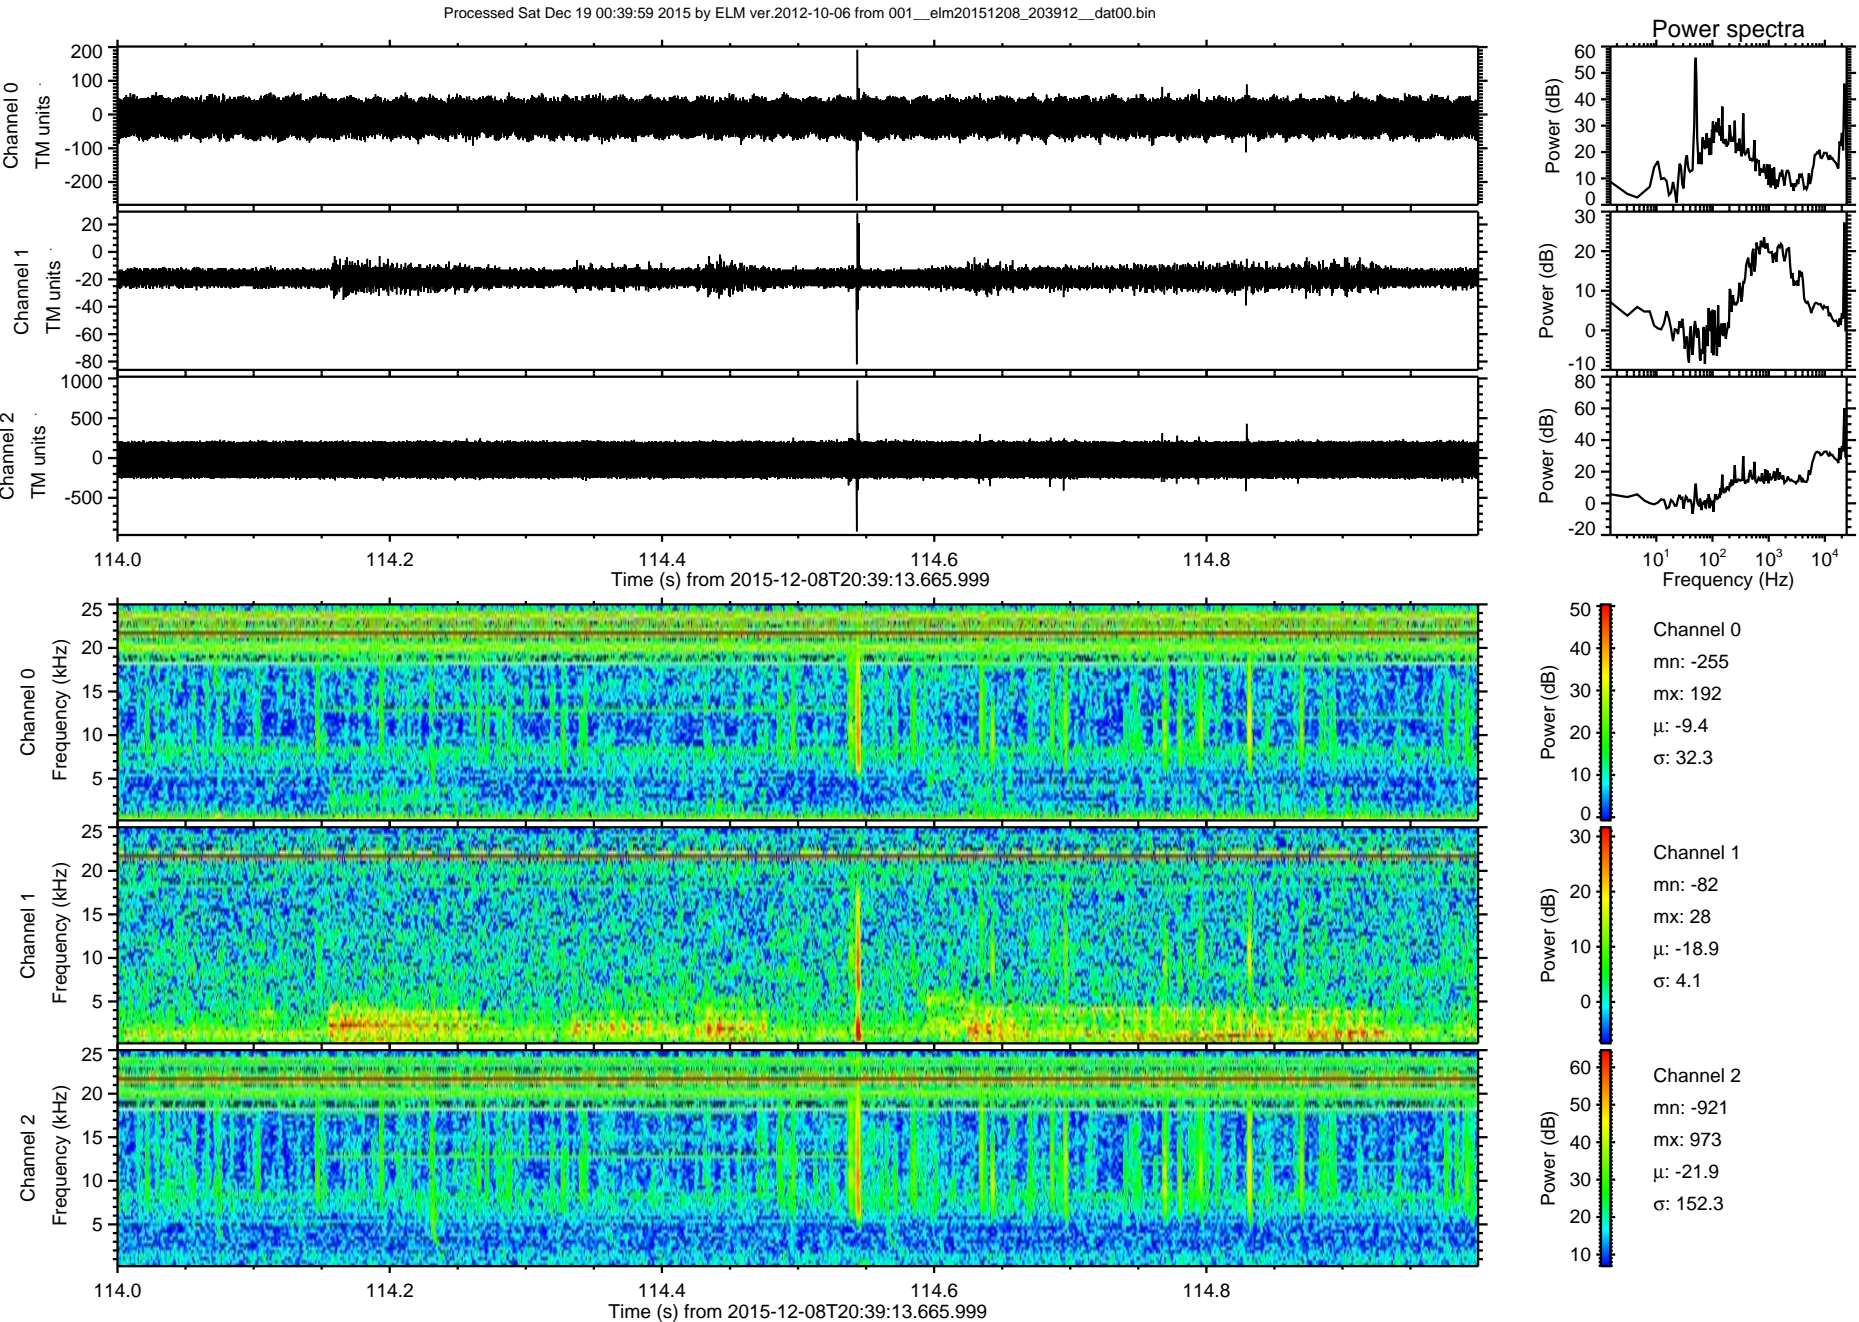 Processed Sat Dec 19 00:39:59 2015 by ELM ver.2012-10-06 from 001__elm20151208_203912__dat00.bin
Power spectra
Channel 0
TM units
200
100
0
-100
-200
Power (dB)
60
50
40
30
20
10
0
Channel 1
TM units
20
0
-20
-40
-60
-80
Power (dB)
30
20
10
0
-10
Channel 2
TM units
1000
500
0
-500
Power (dB)
80
60
40
20
0
-20
114.0 114.2 114.4 114.6 114.8
Time (s) from 2015-12-08T20:39:13.665.999
10^1 10^2 10^3 10^4
Frequency (Hz)
Channel 0
Frequency (kHz)
25
20
15
10
5
Power (dB)
50
40
30
20
10
0
Channel 0
mn: -255
mx: 192
μ: -9.4
σ: 32.3
Channel 1
Frequency (kHz)
25
20
15
10
5
Power (dB)
30
20
10
0
Channel 1
mn: -82
mx: 28
μ: -18.9
σ: 4.1
Channel 2
Frequency (kHz)
25
20
15
10
5
Power (dB)
60
50
40
30
20
10
Channel 2
mn: -921
mx: 973
μ: -21.9
σ: 152.3
114.0 114.2 114.4 114.6 114.8
Time (s) from 2015-12-08T20:39:13.665.999